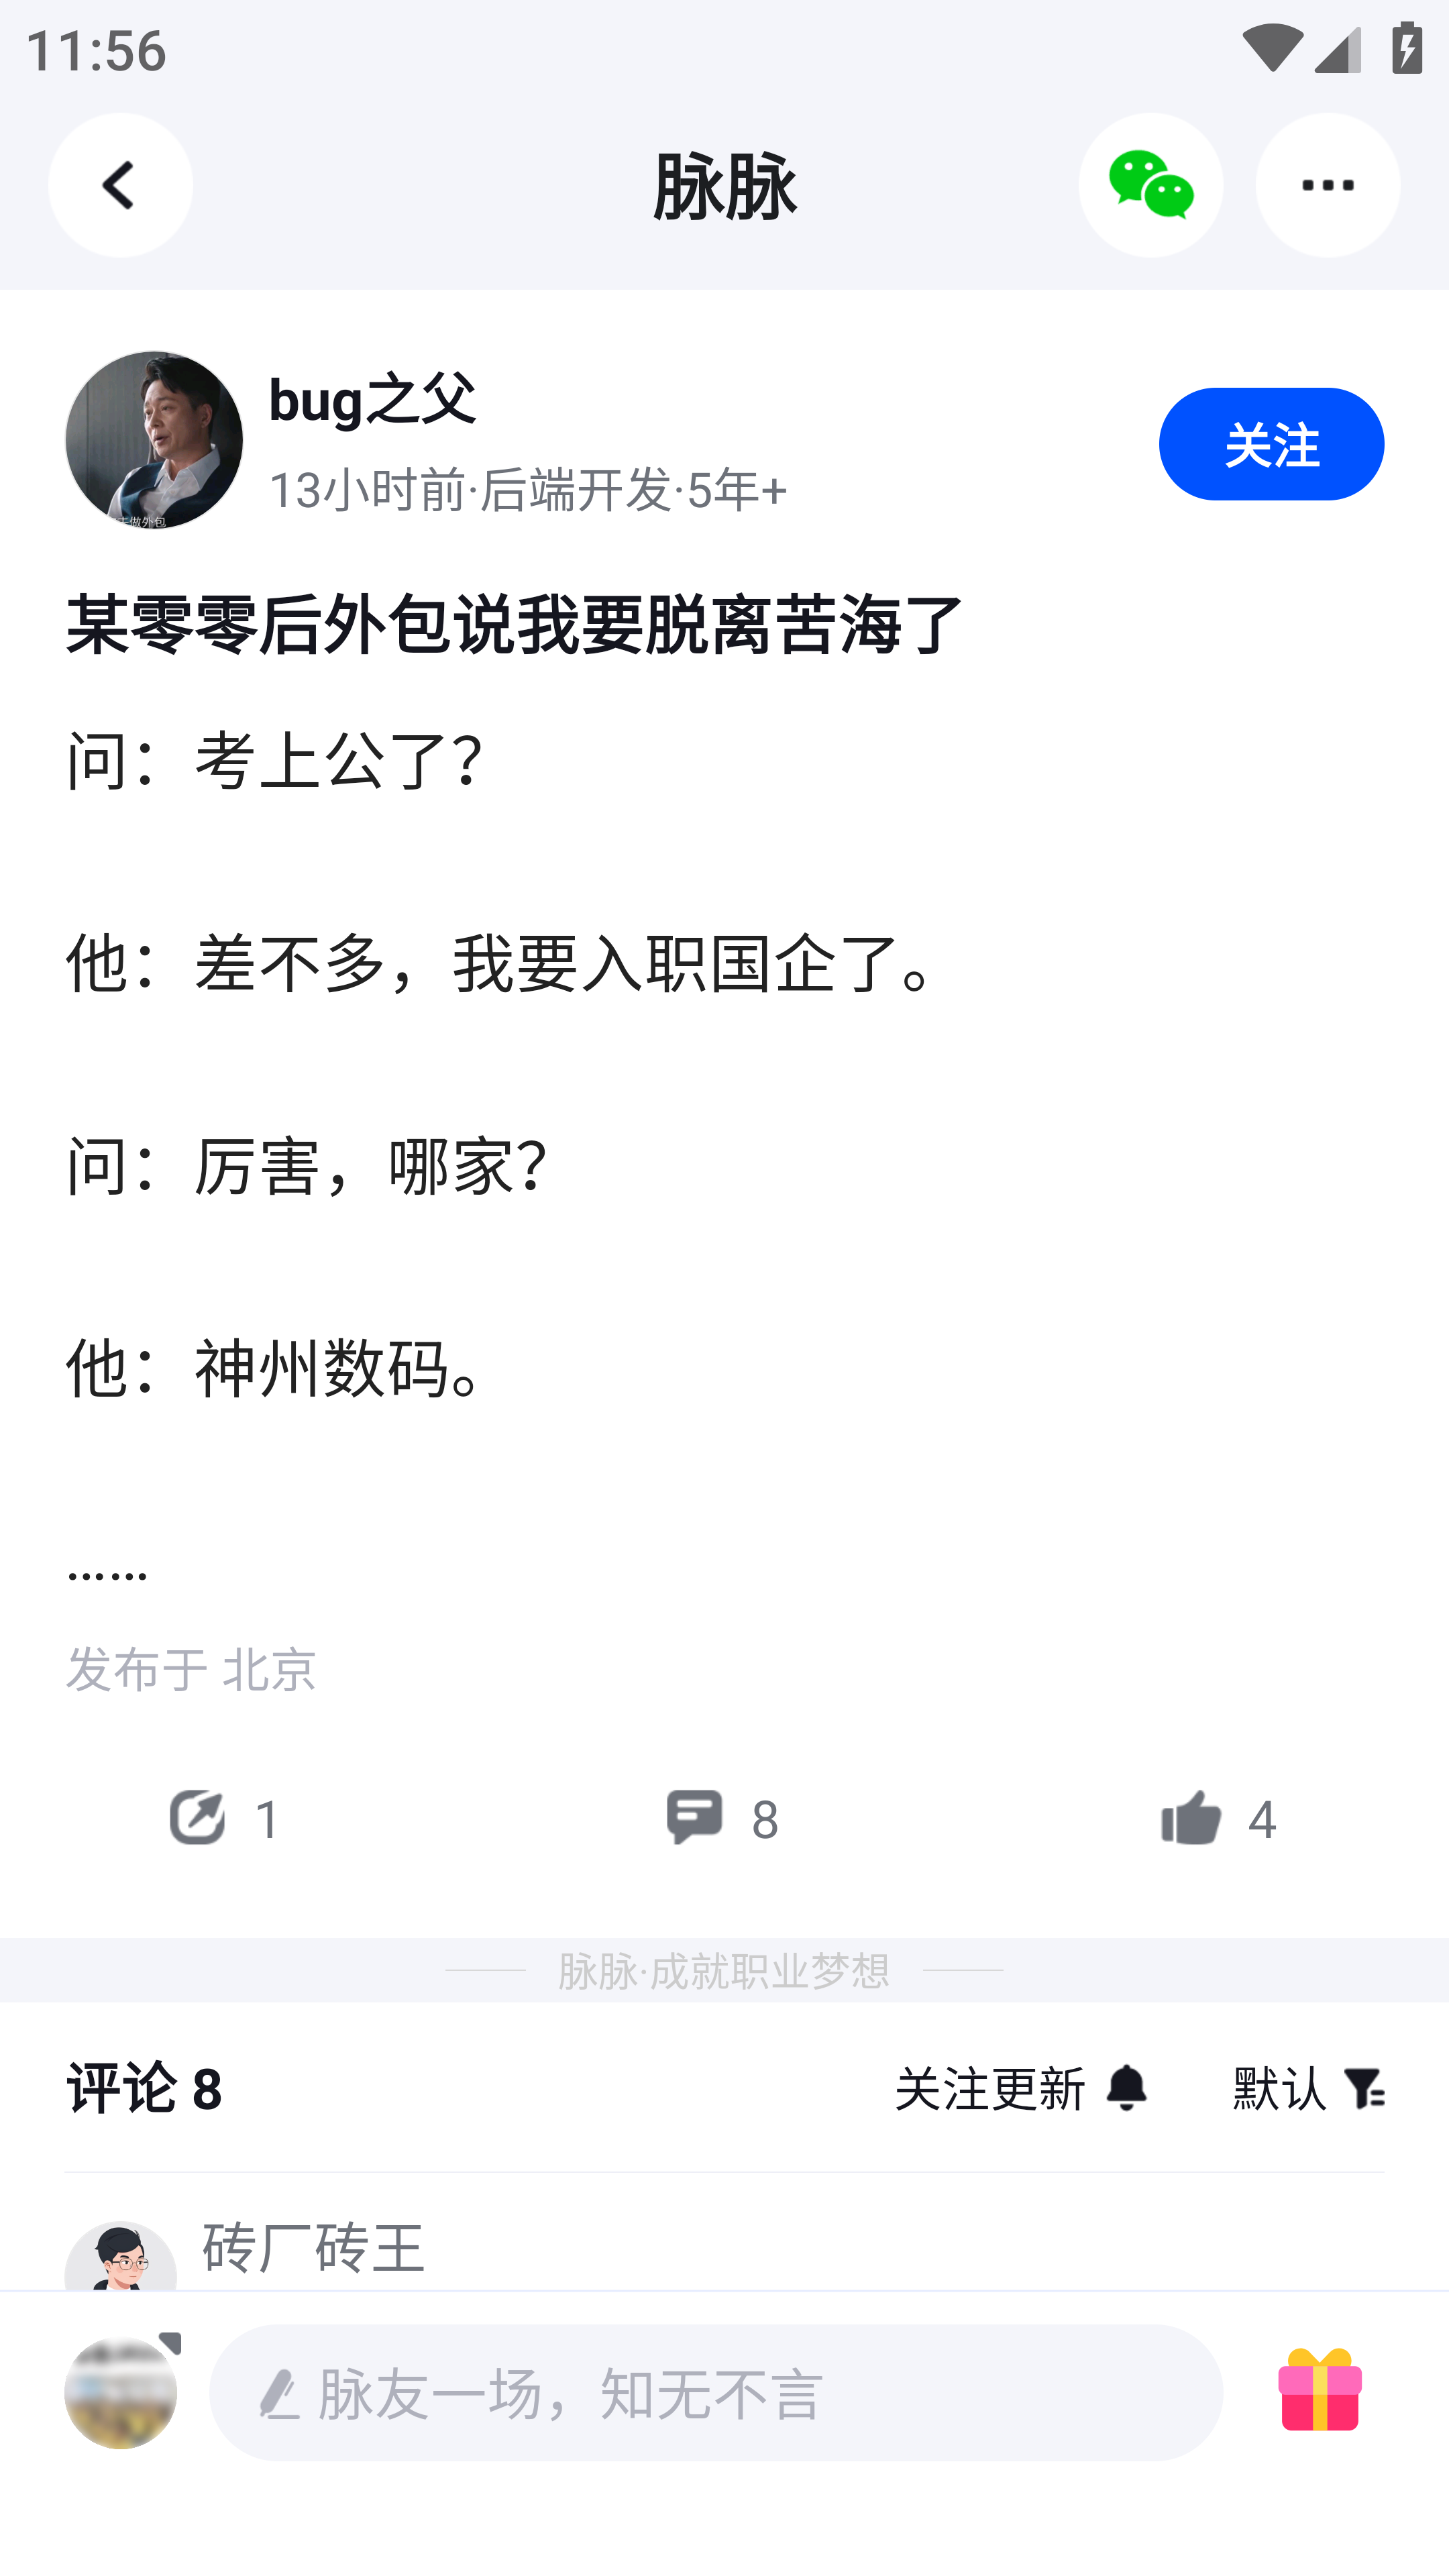 11:56
脉脉
bug之父
13小时前·后端开发·5年+
关注
某零零后外包说我要脱离苦海了
问：考上公了？
他：差不多，我要入职国企了。
问：厉害，哪家？
他：神州数码。
……
发布于 北京
1
8
4
脉脉·成就职业梦想
评论 8
关注更新
默认
砖厂砖王
脉友一场，知无不言